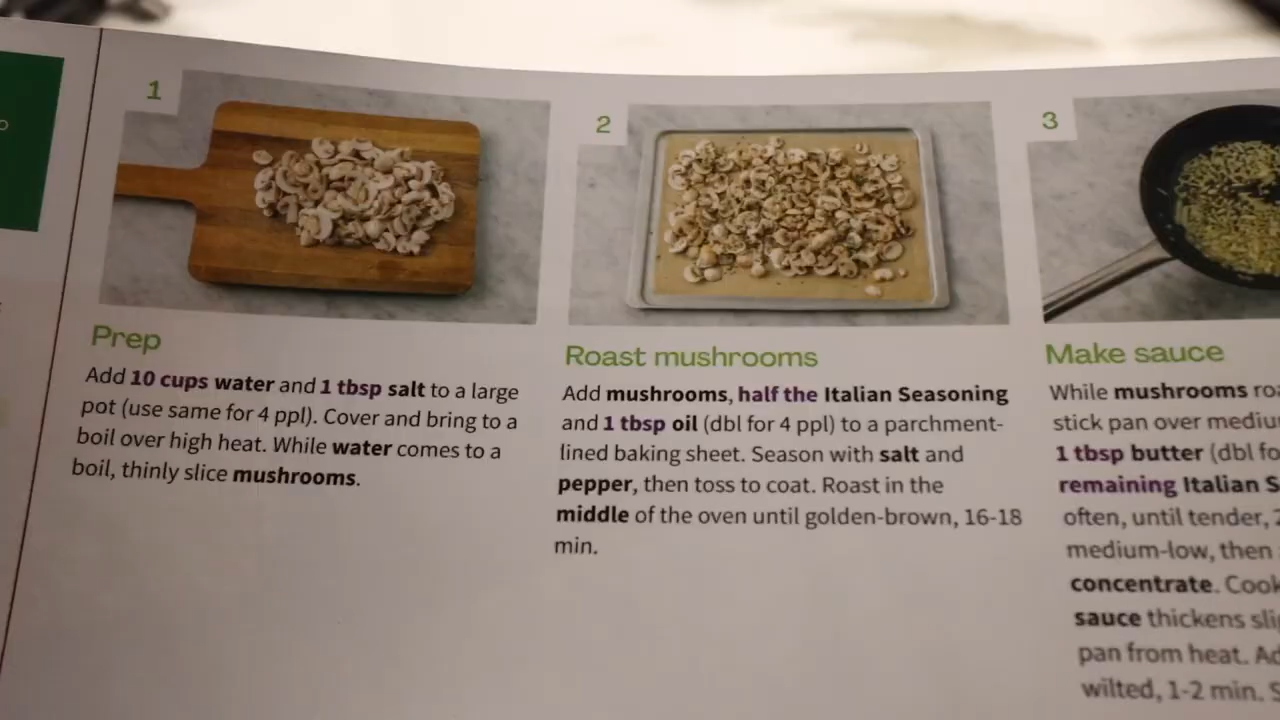 1
Prep
Add 10 cups water and 1 tbsp salt to a large
pot (use same for 4 ppl). Cover and bring to a
boil over high heat. While water comes to a
boil, thinly slice mushrooms.
2
Roast mushrooms
Add mushrooms, half the Italian Seasoning
and 1 tbsp oil (dbl for 4 ppl) to a parchment-
lined baking sheet. Season with salt and
pepper, then toss to coat. Roast in the
middle of the oven until golden-brown, 16-18
min.
3
Make sauce
While mushrooms
stick pan over
1 tbsp butter (dbl
remaining Italian
often, until tender,
medium-low, then
concentrate. Cook
sauce thickens
pan from heat.
wilted, 1-2 min.